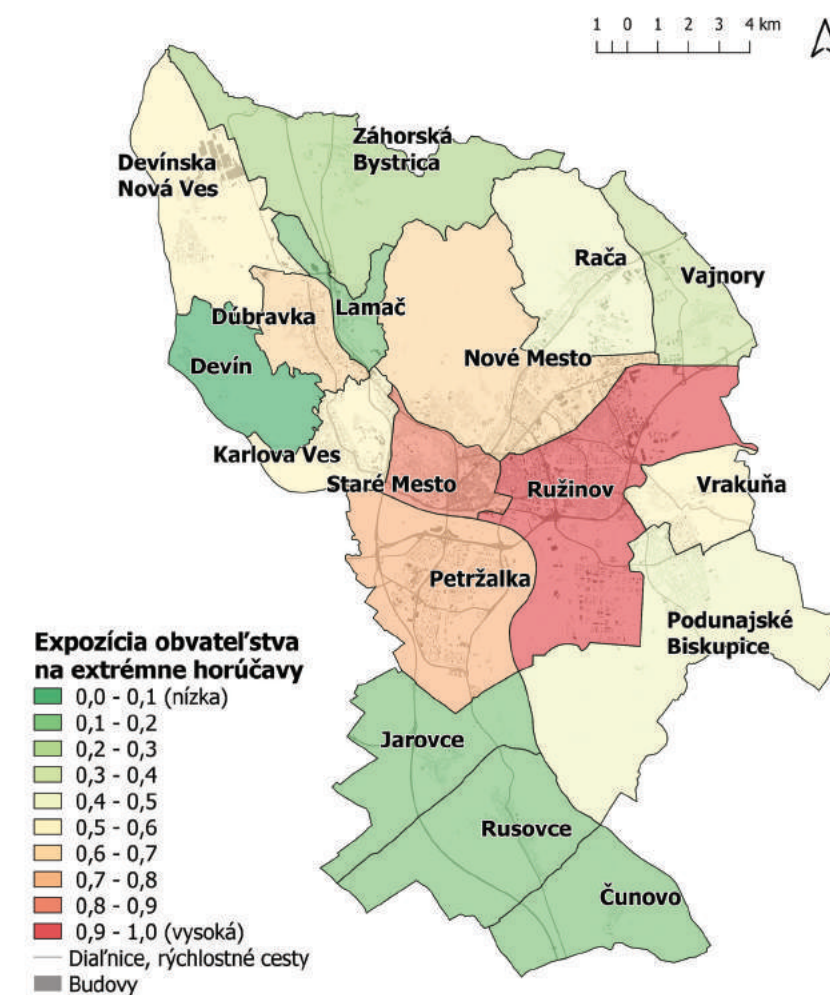 1 0 1 2 3 4 km
Záhorská
Bystrica
Devínska
Nová Ves
Rača
Vajnory
Lamač
Dúbravka
Nové Mesto
Devín
Karlova Ves
Staré Mesto
Ružinov
Vrakuňa
Petržalka
Podunajské
Biskupice
Expozícia obyvateľstva
na extrémne horúčavy
0,0 - 0,1 (nízka)
0,1 - 0,2
0,2 - 0,3
0,3 - 0,4
0,4 - 0,5
0,5 - 0,6
0,6 - 0,7
0,7 - 0,8
0,8 - 0,9
0,9 - 1,0 (vysoká)
Diaľnice, rýchlostné cesty
Budovy
Jarovce
Rusovce
Čunovo